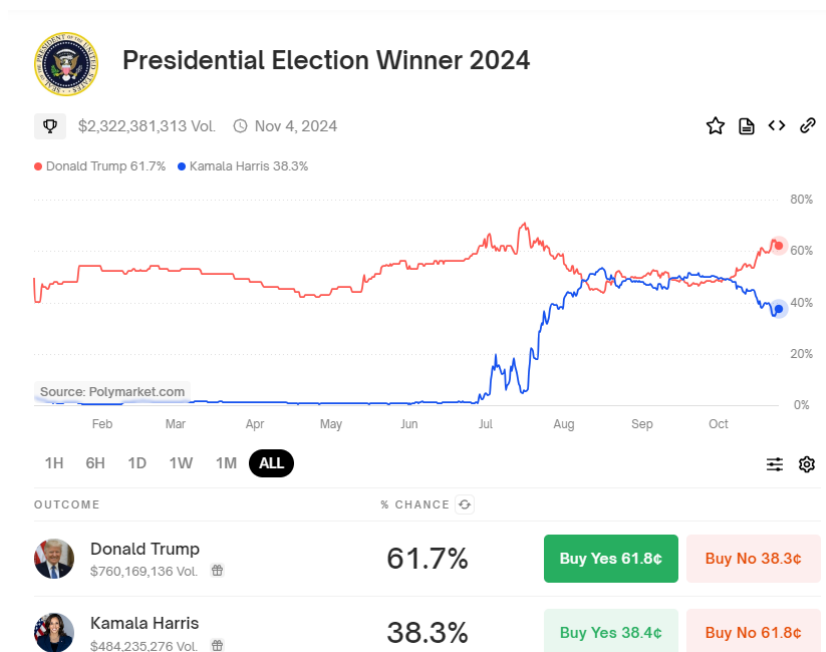 Presidential Election Winner 2024
$2,322,381,313 Vol. Nov 4, 2024
Donald Trump 61.7% Kamala Harris 38.3%
80%
60%
40%
20%
0%
Source: Polymarket.com
Feb Mar Apr May Jun Jul Aug Sep Oct
1H 6H 1D 1W 1M ALL
OUTCOME % CHANCE
Donald Trump
$760,169,136 Vol.
61.7%
Buy Yes 61.8¢ Buy No 38.3¢
Kamala Harris
$484,235,276 Vol.
38.3%
Buy Yes 38.4¢ Buy No 61.8¢